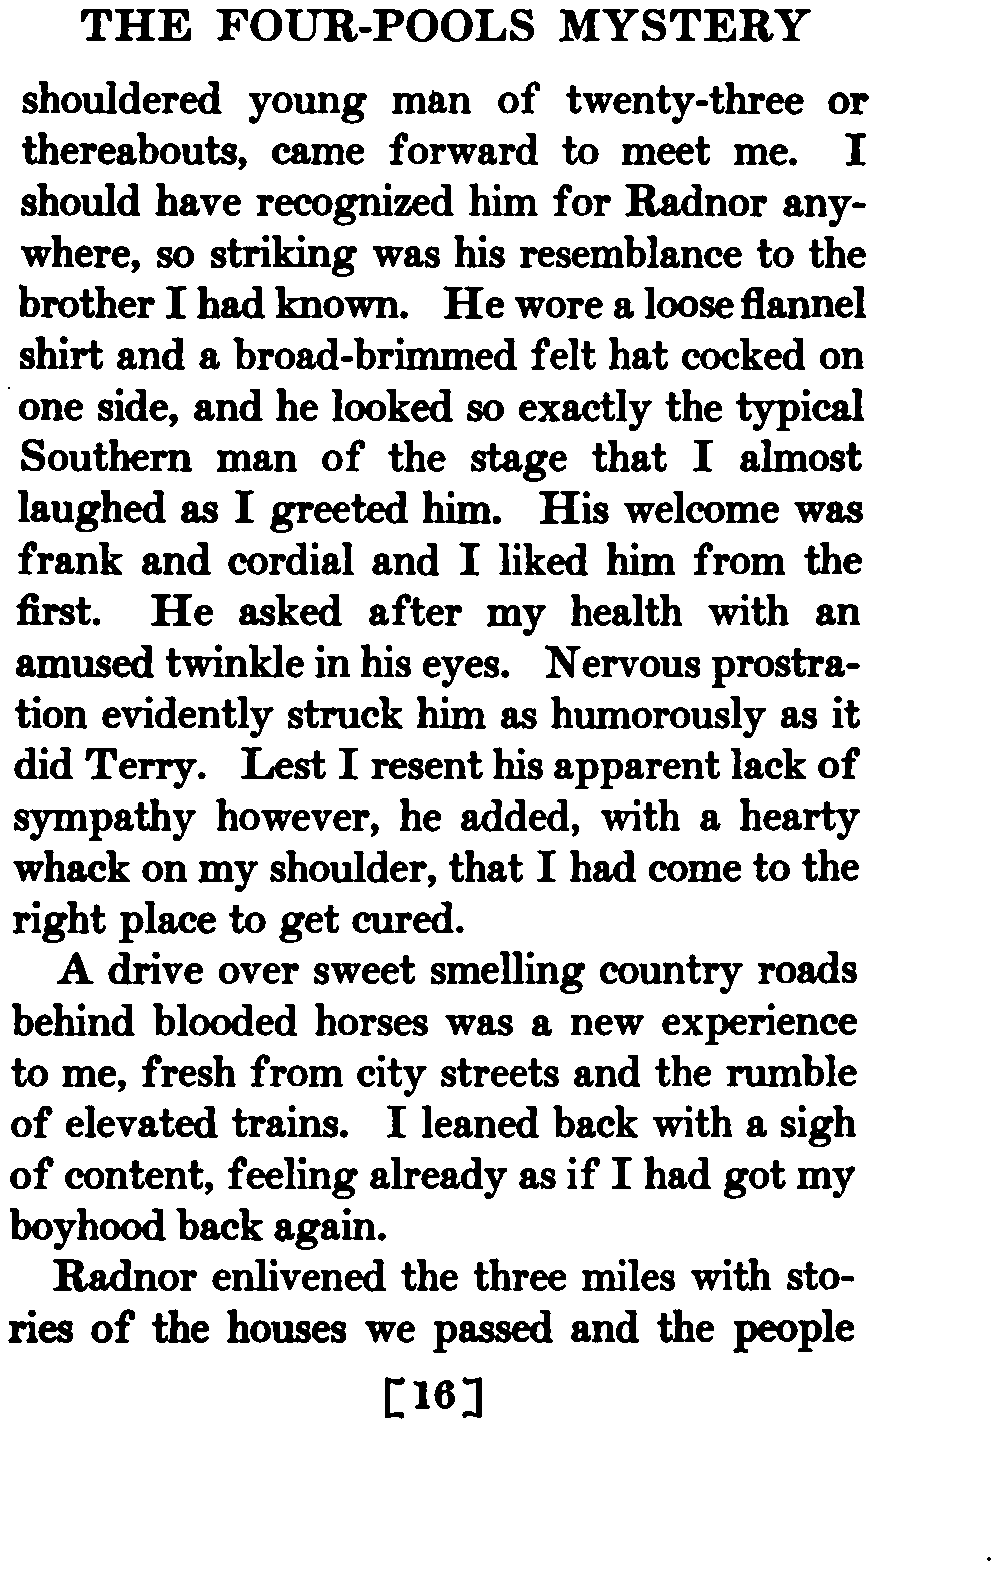 THE FOUR-POOLS MYSTERY
shouldered young man of twenty-three or
thereabouts, came forward to meet me. I
should have recognized him for Radnor any-
where, so striking was his resemblance to the
brother I had known. He wore a loose flannel
shirt and a broad-brimmed felt hat cocked on
one side, and he looked so exactly the typical
Southern man of the stage that I almost
laughed as I greeted him. His welcome was
frank and cordial and I liked him from the
first. He asked after my health with an
amused twinkle in his eyes. Nervous prostra-
tion evidently struck him as humorously as it
did Terry. Lest I resent his apparent lack of
sympathy however, he added, with a hearty
whack on my shoulder, that I had come to the
right place to get cured.
A drive over sweet smelling country roads
behind blooded horses was a new experience
to me, fresh from city streets and the rumble
of elevated trains. I leaned back with a sigh
of content, feeling already as if I had got my
boyhood back again.
Radnor enlivened the three miles with sto-
ries of the houses we passed and the people
[16]